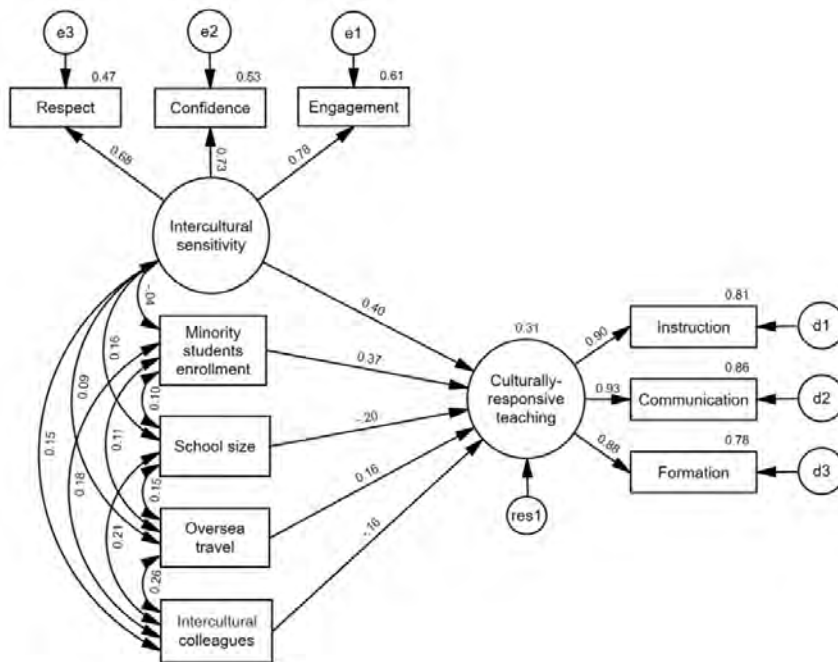 e3
e2
e1
0.47
0.53
0.61
Respect
Confidence
Engagement
0.68
0.73
0.78
Intercultural
sensitivity
-.04
0.16
0.09
0.15
0.40
Minority
students
enrollment
0.37
0.10
School size
-.20
0.11
0.18
0.15
0.21
Oversea
travel
0.16
0.26
Intercultural
colleagues
-.16
0.31
Culturally-
responsive
teaching
res1
0.90
0.93
0.88
0.81
Instruction
d1
0.86
Communication
d2
0.78
Formation
d3